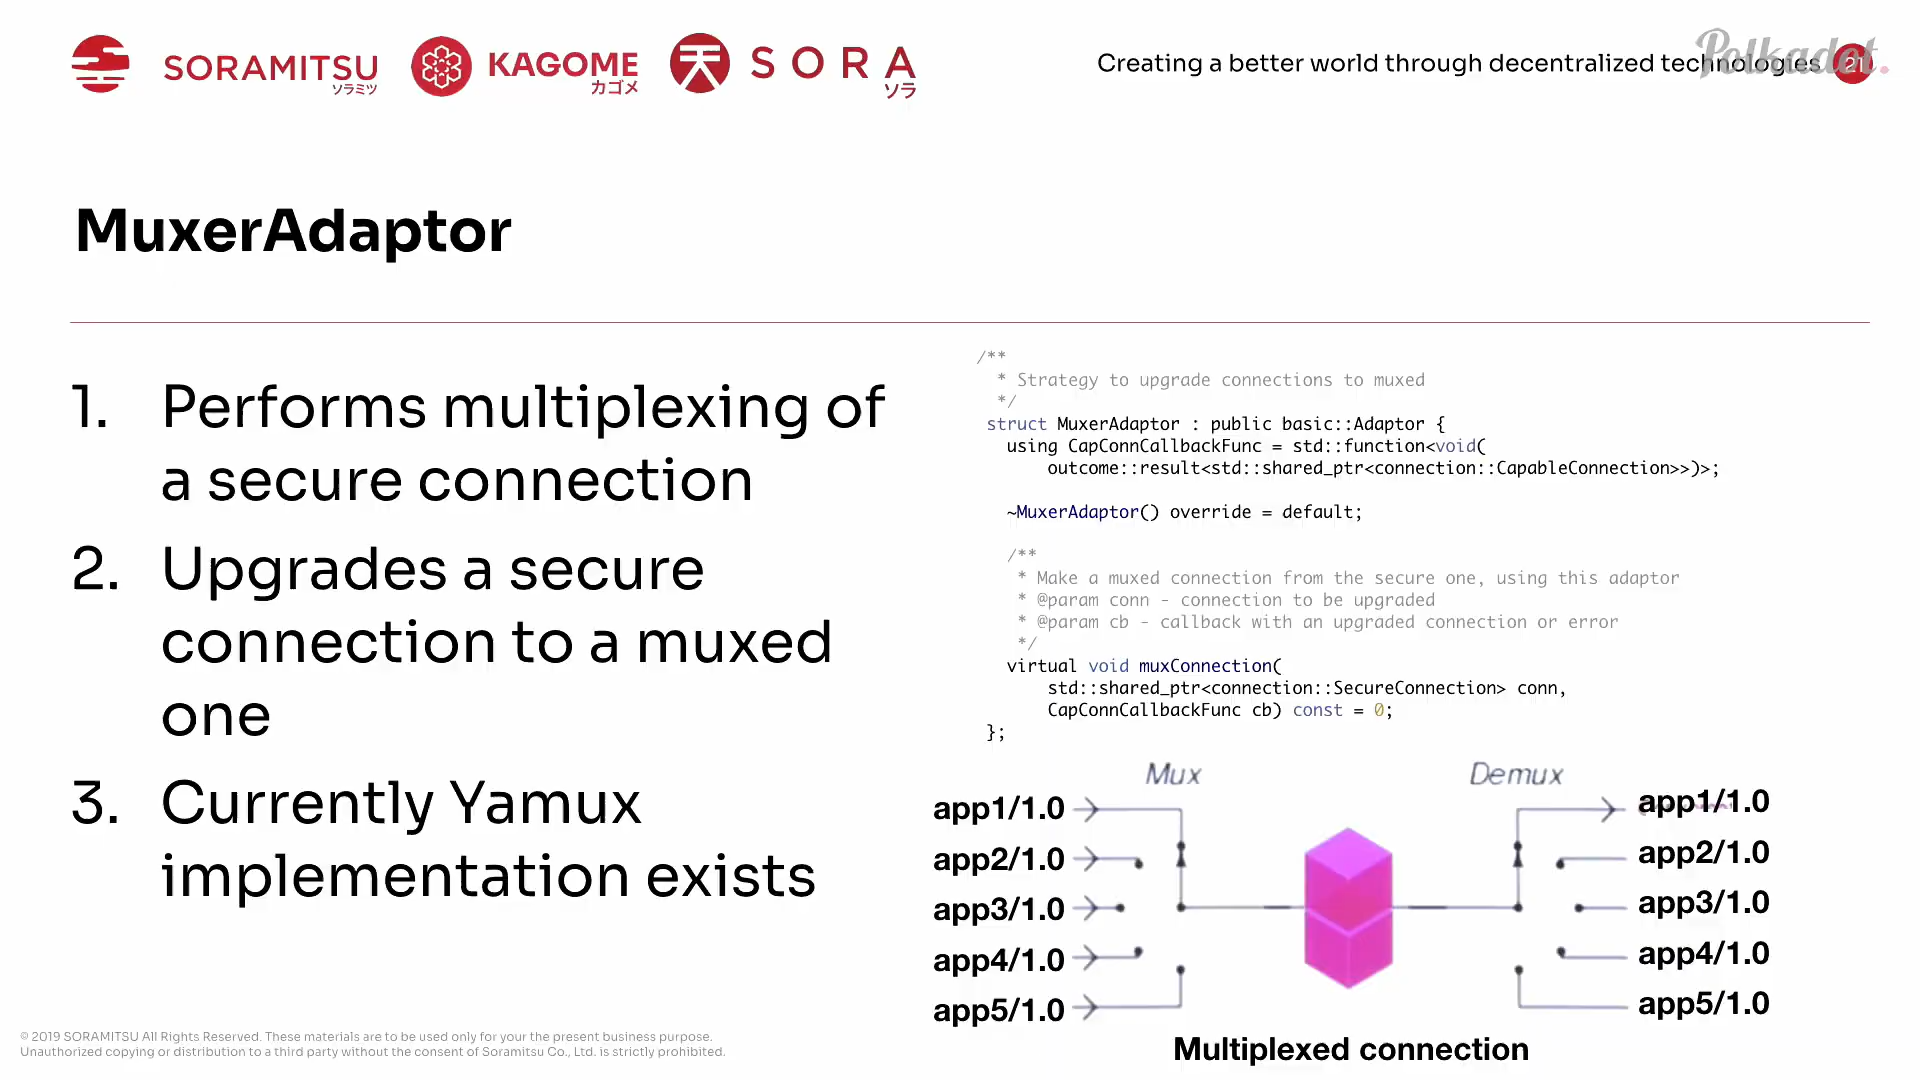 SORAMITSU
ソラミツ
KAGOME
カゴメ
天
SORA
ソラ
Creating a better world through decentralized technologies
21
Polkadot.
MuxerAdaptor
1. Performs multiplexing of
a secure connection
2. Upgrades a secure
connection to a muxed
one
3. Currently Yamux
implementation exists
/**
* Strategy to upgrade connections to muxed
*/
struct MuxerAdaptor : public basic::Adaptor {
using CapConnCallbackFunc = std::function<void(
outcome::result<std::shared_ptr<connection::CapableConnection>>)>;
~MuxerAdaptor() override = default;
/**
* Make a muxed connection from the secure one, using this adaptor
* @param conn - connection to be upgraded
* @param cb - callback with an upgraded connection or error
*/
virtual void muxConnection(
std::shared_ptr<connection::SecureConnection> conn,
CapConnCallbackFunc cb) const = 0;
};
Mux
Demux
app1/1.0
app2/1.0
app3/1.0
app4/1.0
app5/1.0
app1/1.0
app2/1.0
app3/1.0
app4/1.0
app5/1.0
Multiplexed connection
© 2019 SORAMITSU All Rights Reserved. These materials are to be used only for your the present business purpose.
Unauthorized copying or distribution to a third party without the consent of Soramitsu Co., Ltd. is strictly prohibited.